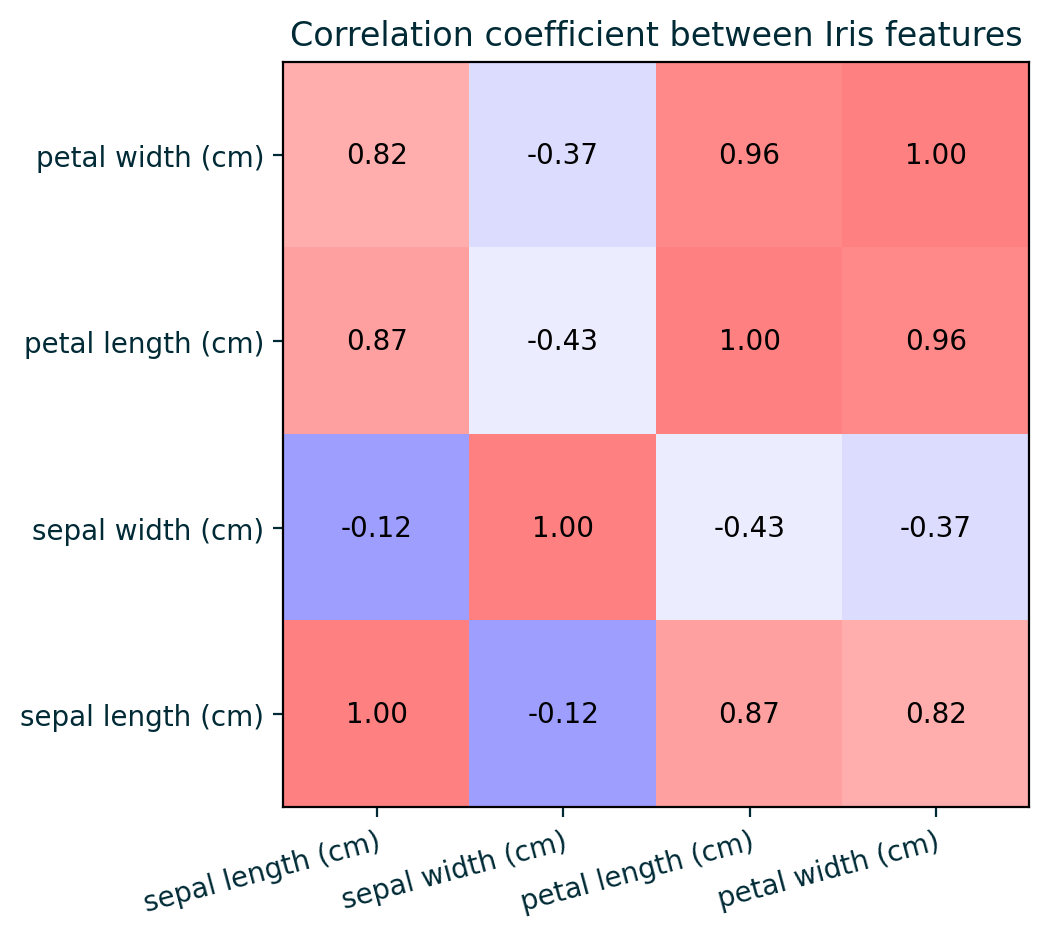 Correlation coefficient between Iris features
petal width (cm) 0.82 -0.37 0.96 1.00
petal length (cm) 0.87 -0.43 1.00 0.96
sepal width (cm) -0.12 1.00 -0.43 -0.37
sepal length (cm) 1.00 -0.12 0.87 0.82
sepal length (cm) sepal width (cm) petal length (cm) petal width (cm)